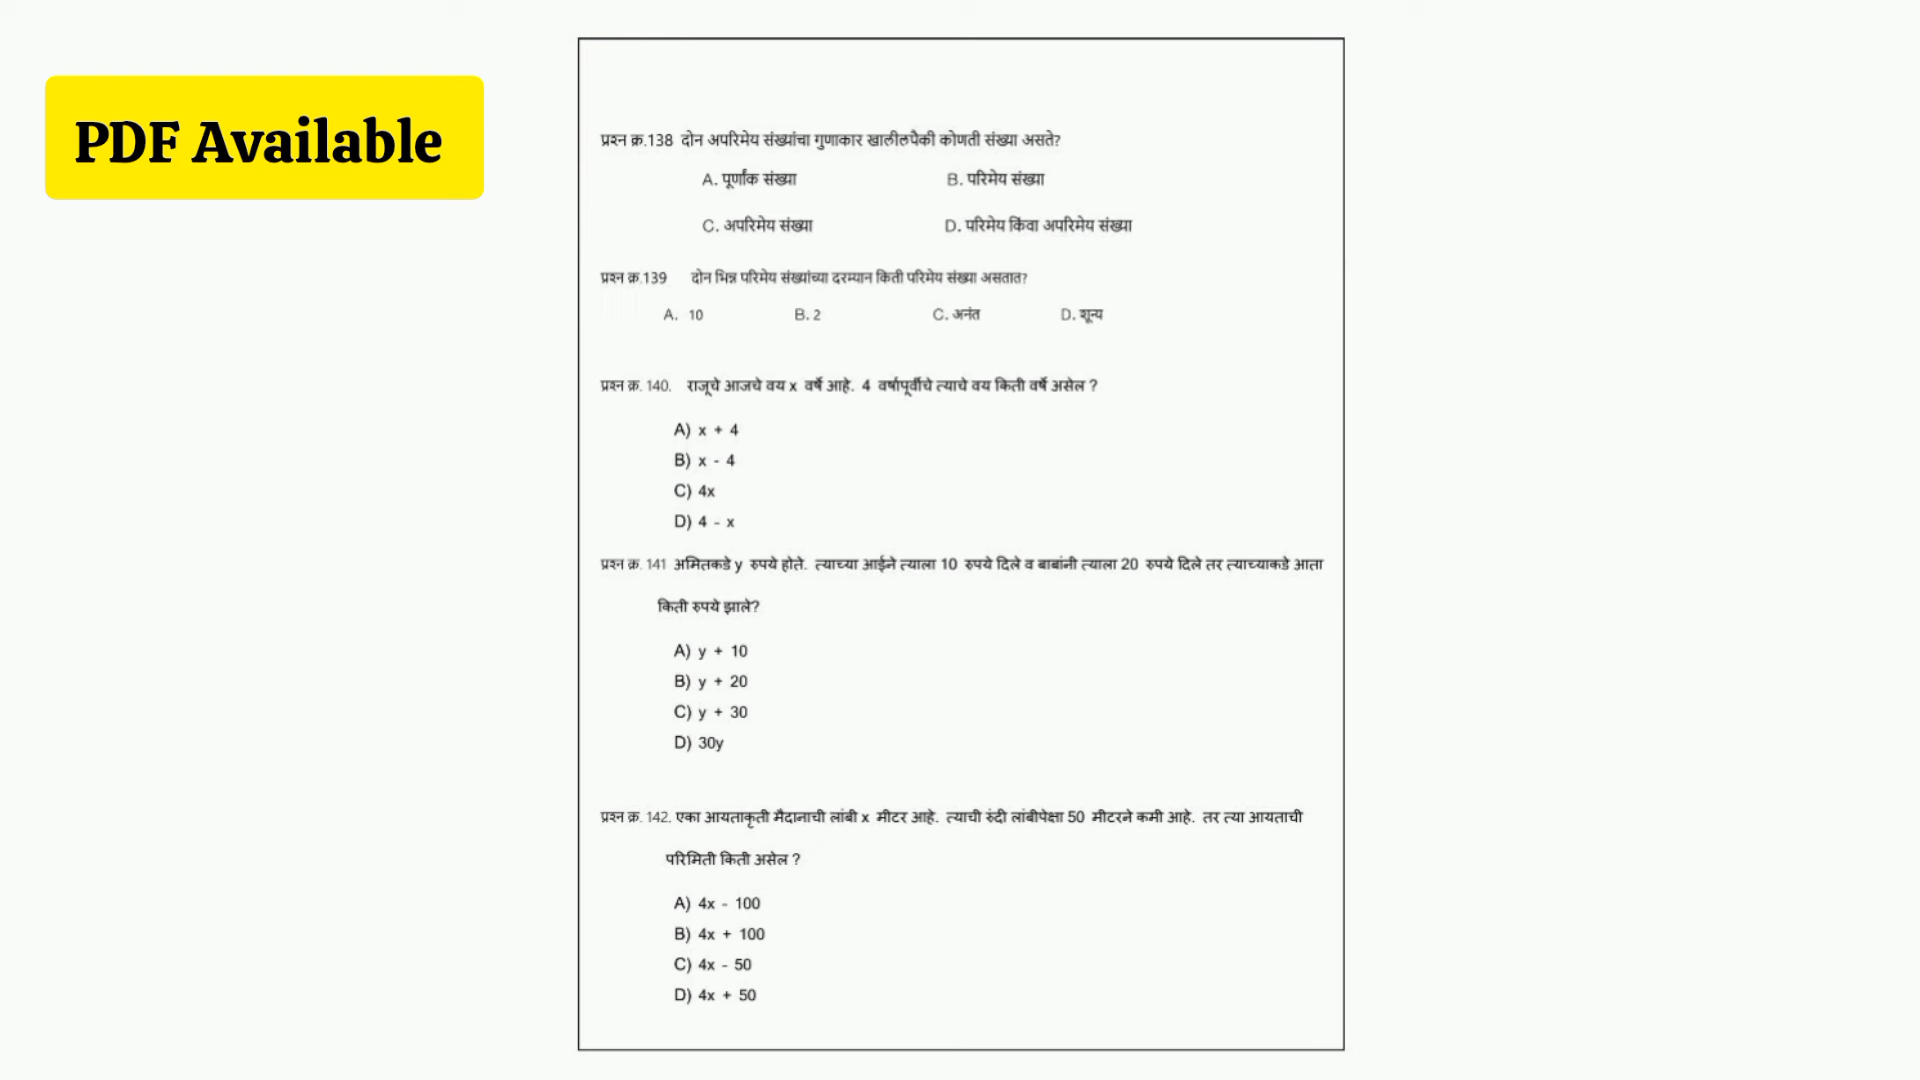 PDF Available
प्रश्न क्र.138 दोन अपरिमेय संख्यांचा गुणाकार खालीलपैकी कोणती संख्या असते?
A. पूर्णांक संख्या B. परिमेय संख्या
C. अपरिमेय संख्या D. परिमेय किंवा अपरिमेय संख्या
प्रश्न क्र.139 दोन भिन्न परिमेय संख्यांच्या दरम्यान किती परिमेय संख्या असतात?
A. 10 B. 2 C. अनंत D. शून्य
प्रश्न क्र. 140. राजूचे आजचे वय x वर्षे आहे. 4 वर्षापूर्वीचे त्याचे वय किती वर्षे असेल ?
A) x + 4
B) x - 4
C) 4x
D) 4 - x
प्रश्न क्र. 141 अमितकडे y रुपये होते. त्याच्या आईने त्याला 10 रुपये दिले व बाबांनी त्याला 20 रुपये दिले तर त्याच्याकडे आता
किती रुपये झाले?
A) y + 10
B) y + 20
C) y + 30
D) 30y
प्रश्न क्र. 142. एका आयताकृती मैदानाची लांबी x मीटर आहे. त्याची रुंदी लांबीपेक्षा 50 मीटरने कमी आहे. तर त्या आयताची
परिमिती किती असेल ?
A) 4x - 100
B) 4x + 100
C) 4x - 50
D) 4x + 50